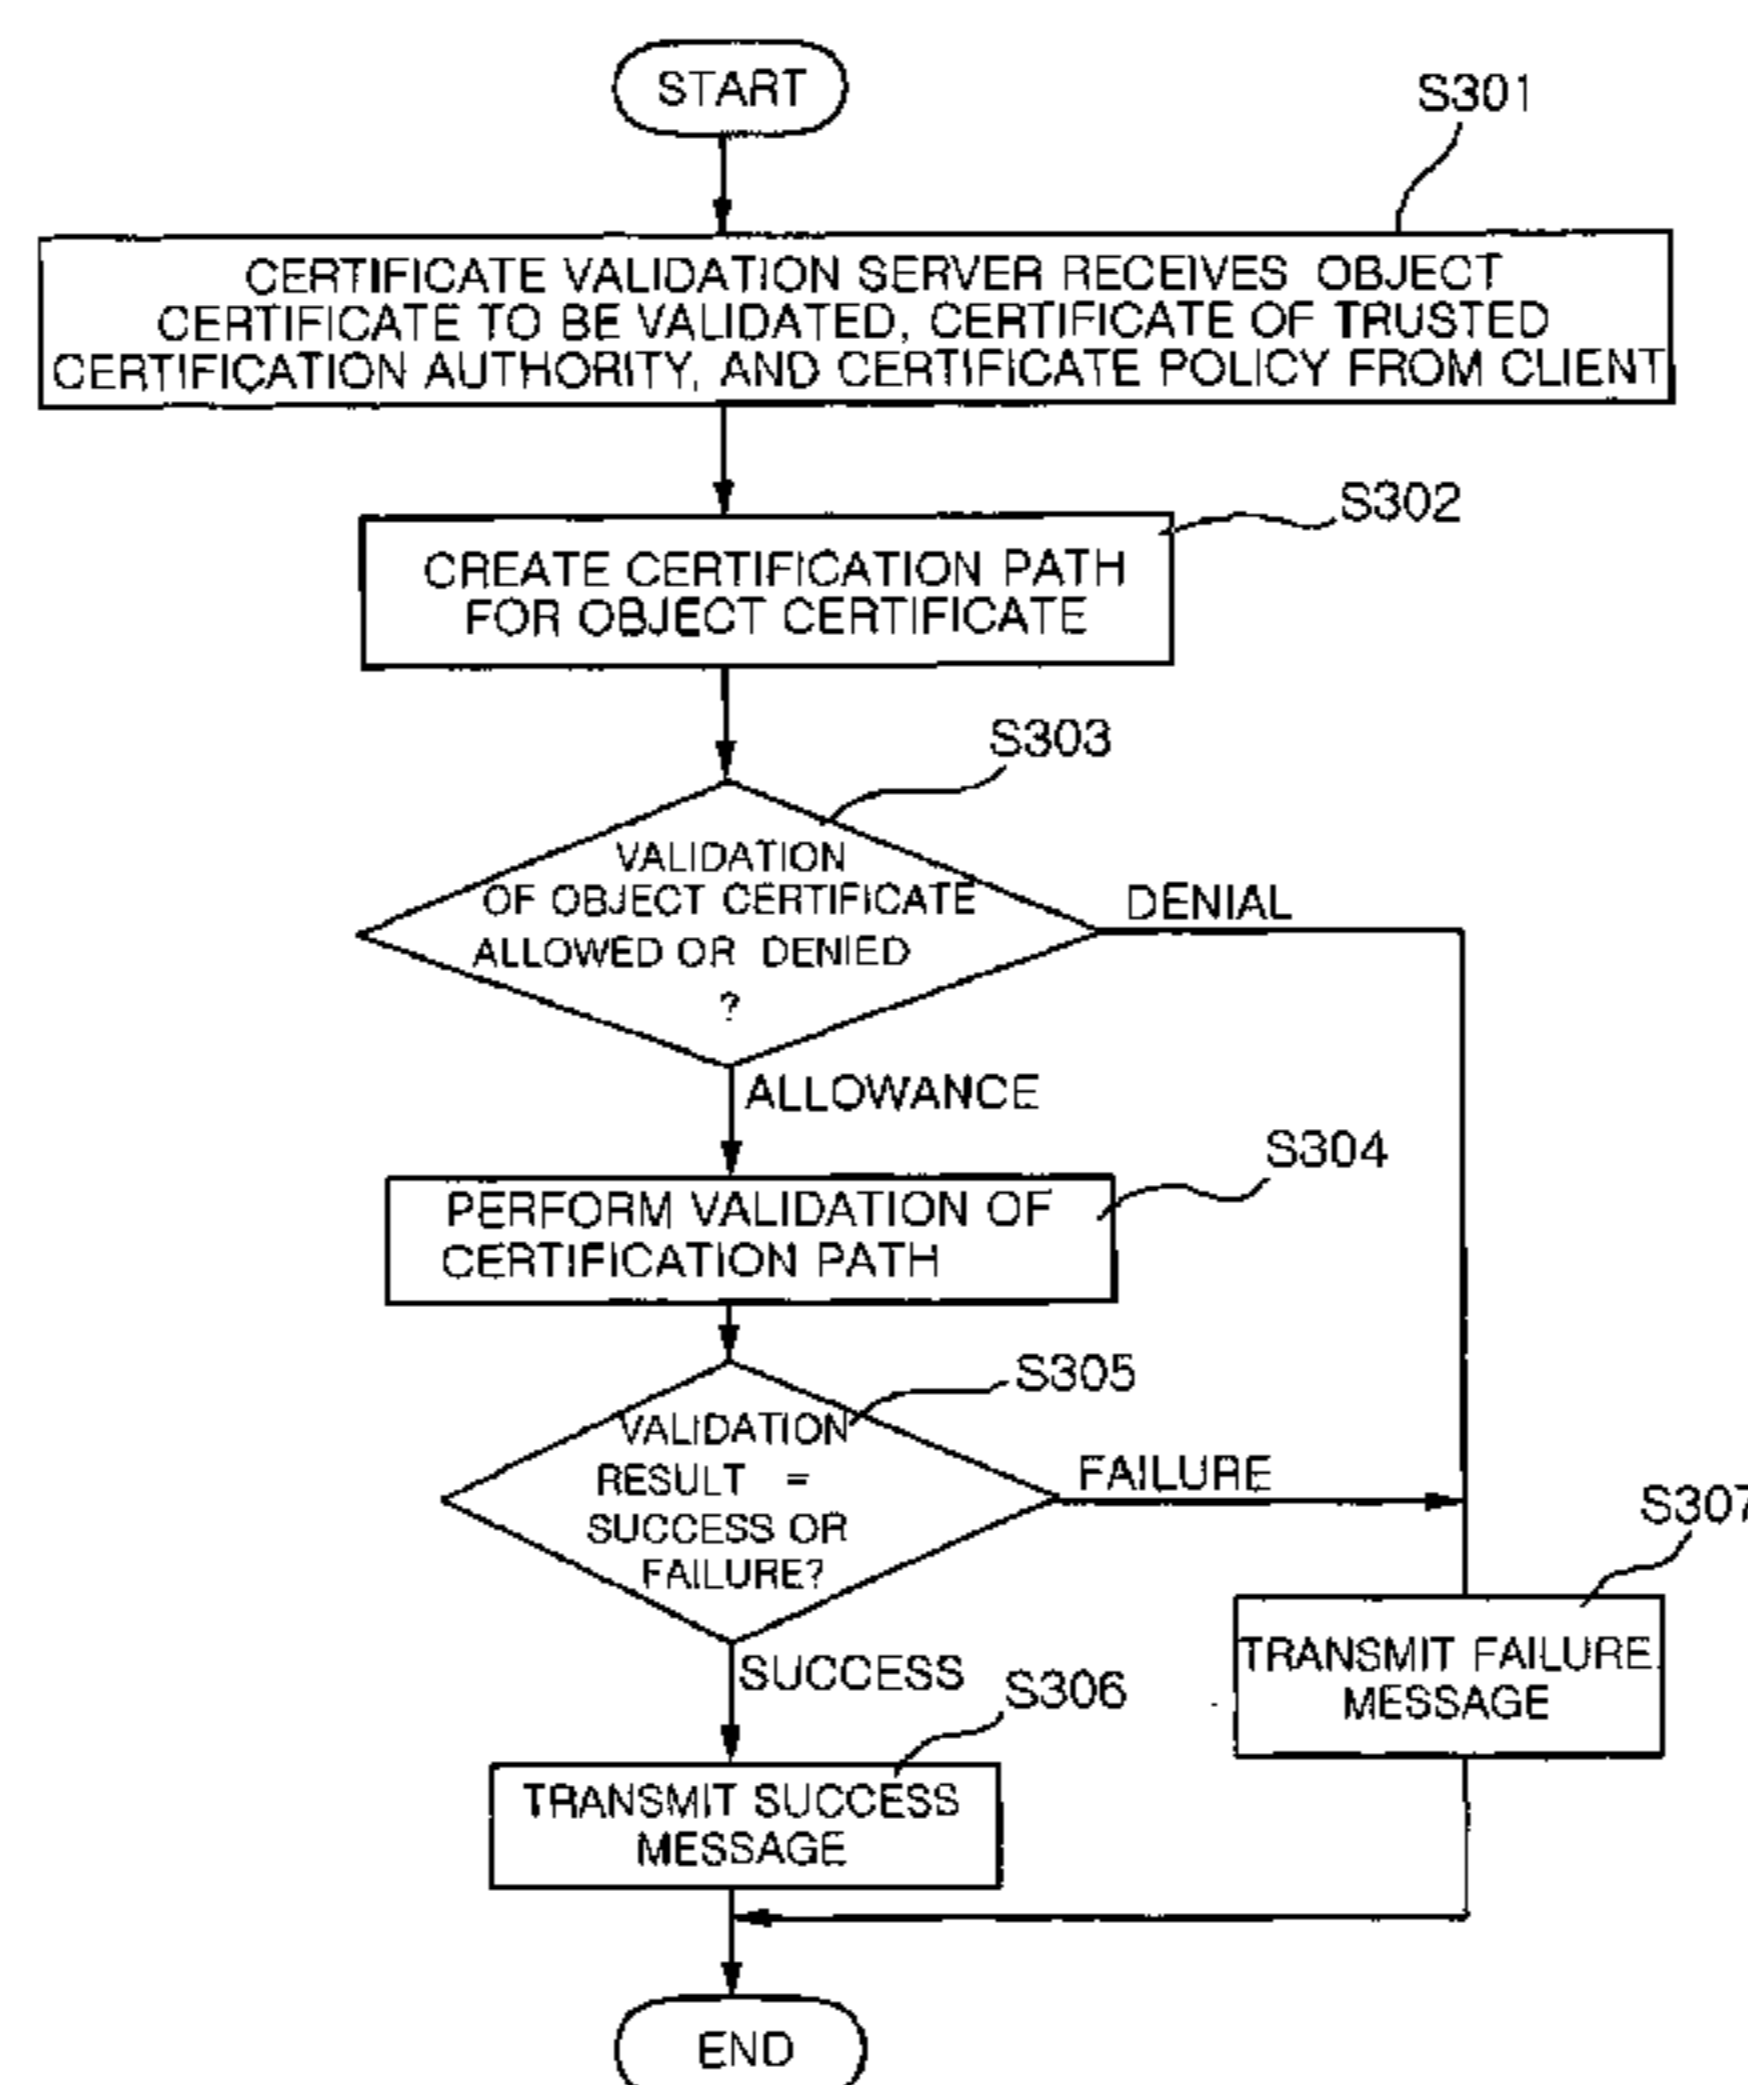 START
S301
CERTIFICATE VALIDATION SERVER RECEIVES OBJECT
CERTIFICATE TO BE VALIDATED, CERTIFICATE OF TRUSTED
CERTIFICATION AUTHORITY, AND CERTIFICATE POLICY FROM CLIENT
S302
CREATE CERTIFICATION PATH
FOR OBJECT CERTIFICATE
S303
VALIDATION
OF OBJECT CERTIFICATE
ALLOWED OR DENIED
?
DENIAL
ALLOWANCE
S304
PERFORM VALIDATION OF
CERTIFICATION PATH
S305
VALIDATION
RESULT =
SUCCESS OR
FAILURE?
FAILURE
S307
TRANSMIT FAILURE
MESSAGE
SUCCESS
S306
TRANSMIT SUCCESS
MESSAGE
END